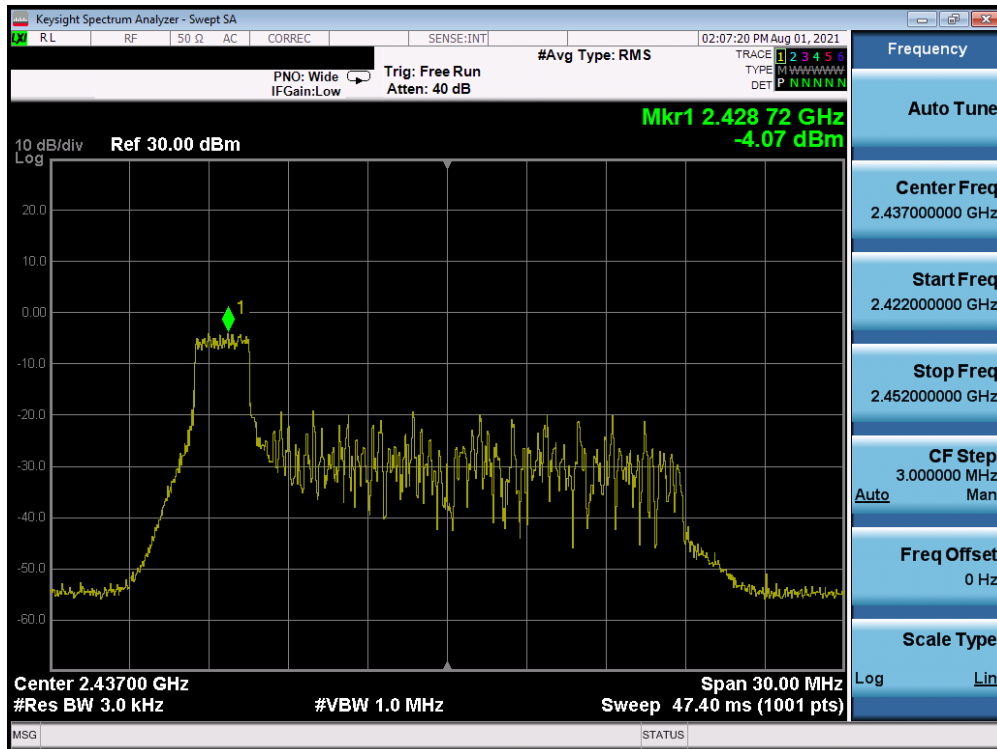 Keysight Spectrum Analyzer - Swept SA
LXI RL RF 50 Ω AC CORREC SENSE:INT 02:07:20 PM Aug 01, 2021
Frequency
#Avg Type: RMS
TRACE 1 2 3 4 5 6
PNO: Wide Trig: Free Run
TYPE M WWWWW
IFGain:Low Atten: 40 dB
DET P N N N N N
Auto Tune
Mkr1 2.428 72 GHz
-4.07 dBm
10 dB/div Ref 30.00 dBm
Log
Center Freq
2.437000000 GHz
20.0
10.0
Start Freq
2.422000000 GHz
0.00
1
-10.0
Stop Freq
2.452000000 GHz
-20.0
-30.0
CF Step
3.000000 MHz
Auto Man
-40.0
-50.0
Freq Offset
0 Hz
-60.0
Scale Type
Log Lin
Center 2.43700 GHz Span 30.00 MHz
#Res BW 3.0 kHz #VBW 1.0 MHz Sweep 47.40 ms (1001 pts)
MSG STATUS